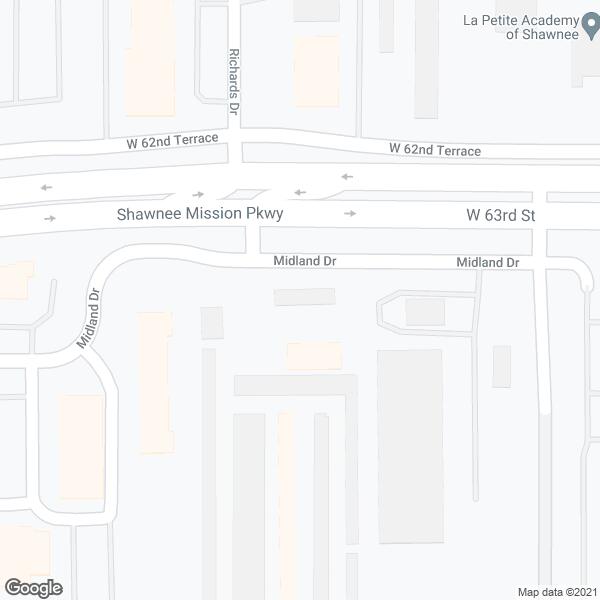 La Petite Academy
of Shawnee
Richards Dr
W 62nd Terrace
W 62nd Terrace
Shawnee Mission Pkwy
W 63rd St
Midland Dr
Midland Dr
Midland Dr
Google
Map data ©2021